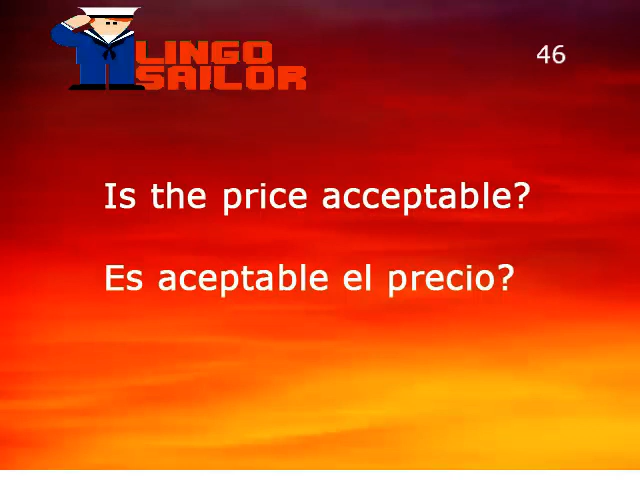 LINGO
SAILOR
46
Is the price acceptable?
Es aceptable el precio?